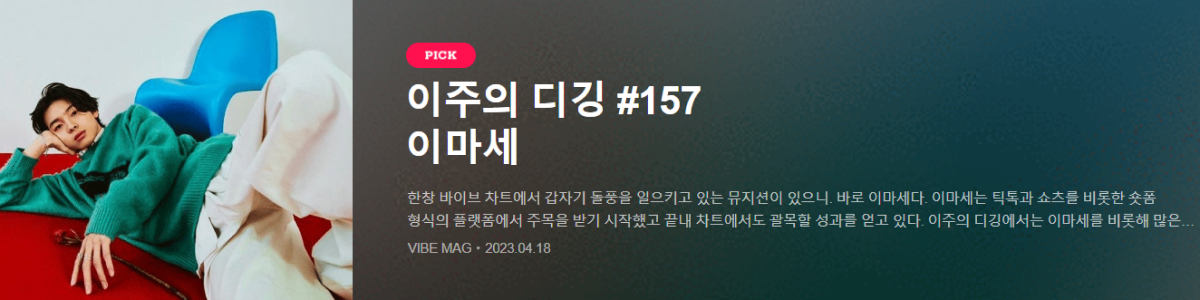 PICK
이주의 디깅 #157
이마세
한창 바이브 차트에서 갑자기 돌풍을 일으키고 있는 뮤지션이 있으니. 바로 이마세다. 이마세는 틱톡과 쇼츠를 비롯한 숏폼
형식의 플랫폼에서 주목을 받기 시작했고 끝내 차트에서도 괄목할 성과를 얻고 있다. 이주의 디깅에서는 이마세를 비롯해 많은...
VIBE MAG • 2023.04.18